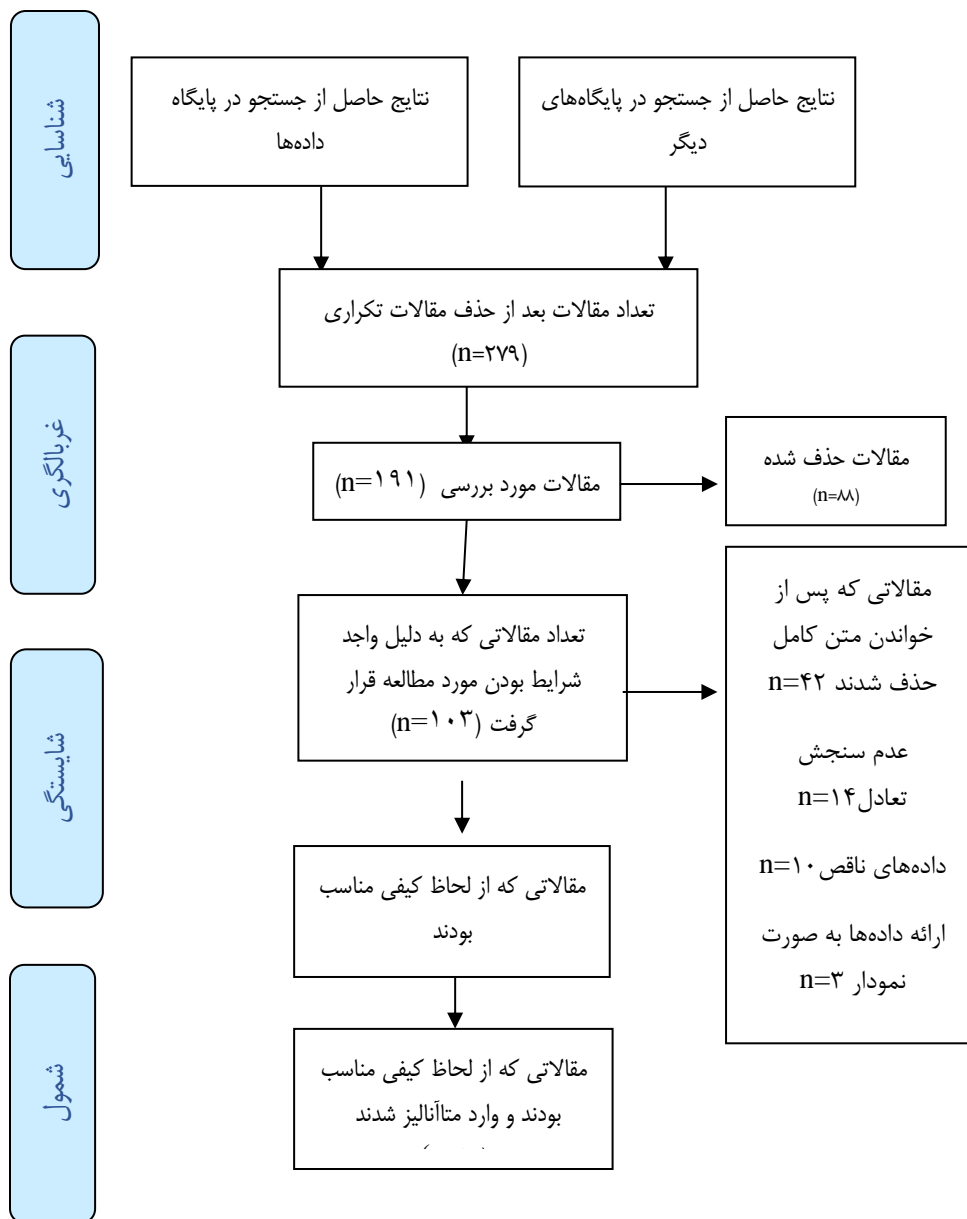 شناسایی
نتایج حاصل از جستجو در پایگاه‌های
دیگر
نتایج حاصل از جستجو در پایگاه
داده‌ها
تعداد مقالات بعد از حذف مقالات تکراری
(n=۲۷۹)
غربالگری
مقالات مورد بررسی (n=۱۹۱)
مقالات حذف شده
(n=۸۸)
شایستگی
تعداد مقالاتی که به دلیل واجد
شرایط بودن مورد مطالعه قرار
گرفت (n=۱۰۳)
مقالاتی که پس از
خواندن متن کامل
حذف شدند n=۴۲
عدم سنجش
تعادل n=۱۴
داده‌های ناقص n=۱۰
ارائه داده‌ها به صورت
نمودار n=۳
مقالاتی که از لحاظ کیفی مناسب
بودند
شمول
مقالاتی که از لحاظ کیفی مناسب
بودند و وارد متاآنالیز شدند